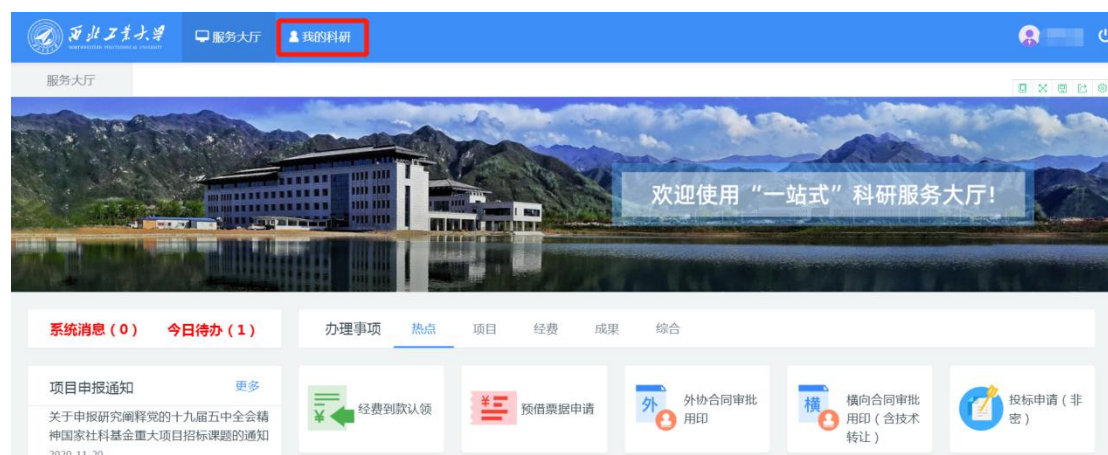 西北工业大学
NORTHWESTERN POLYTECHNICAL UNIVERSITY
服务大厅
我的科研
服务大厅
欢迎使用“一站式”科研服务大厅!
系统消息(0) 今日待办(1)
办理事项 热点 项目 经费 成果 综合
项目申报通知 更多
关于申报研究阐释党的十九届五中全会精
神国家社科基金重大项目招标课题的通知
2020-11-20
经费到款认领
预借票据申请
外
外协合同审批
用印
横
横向合同审批
用印(含技术
转让)
投标申请(非
密)